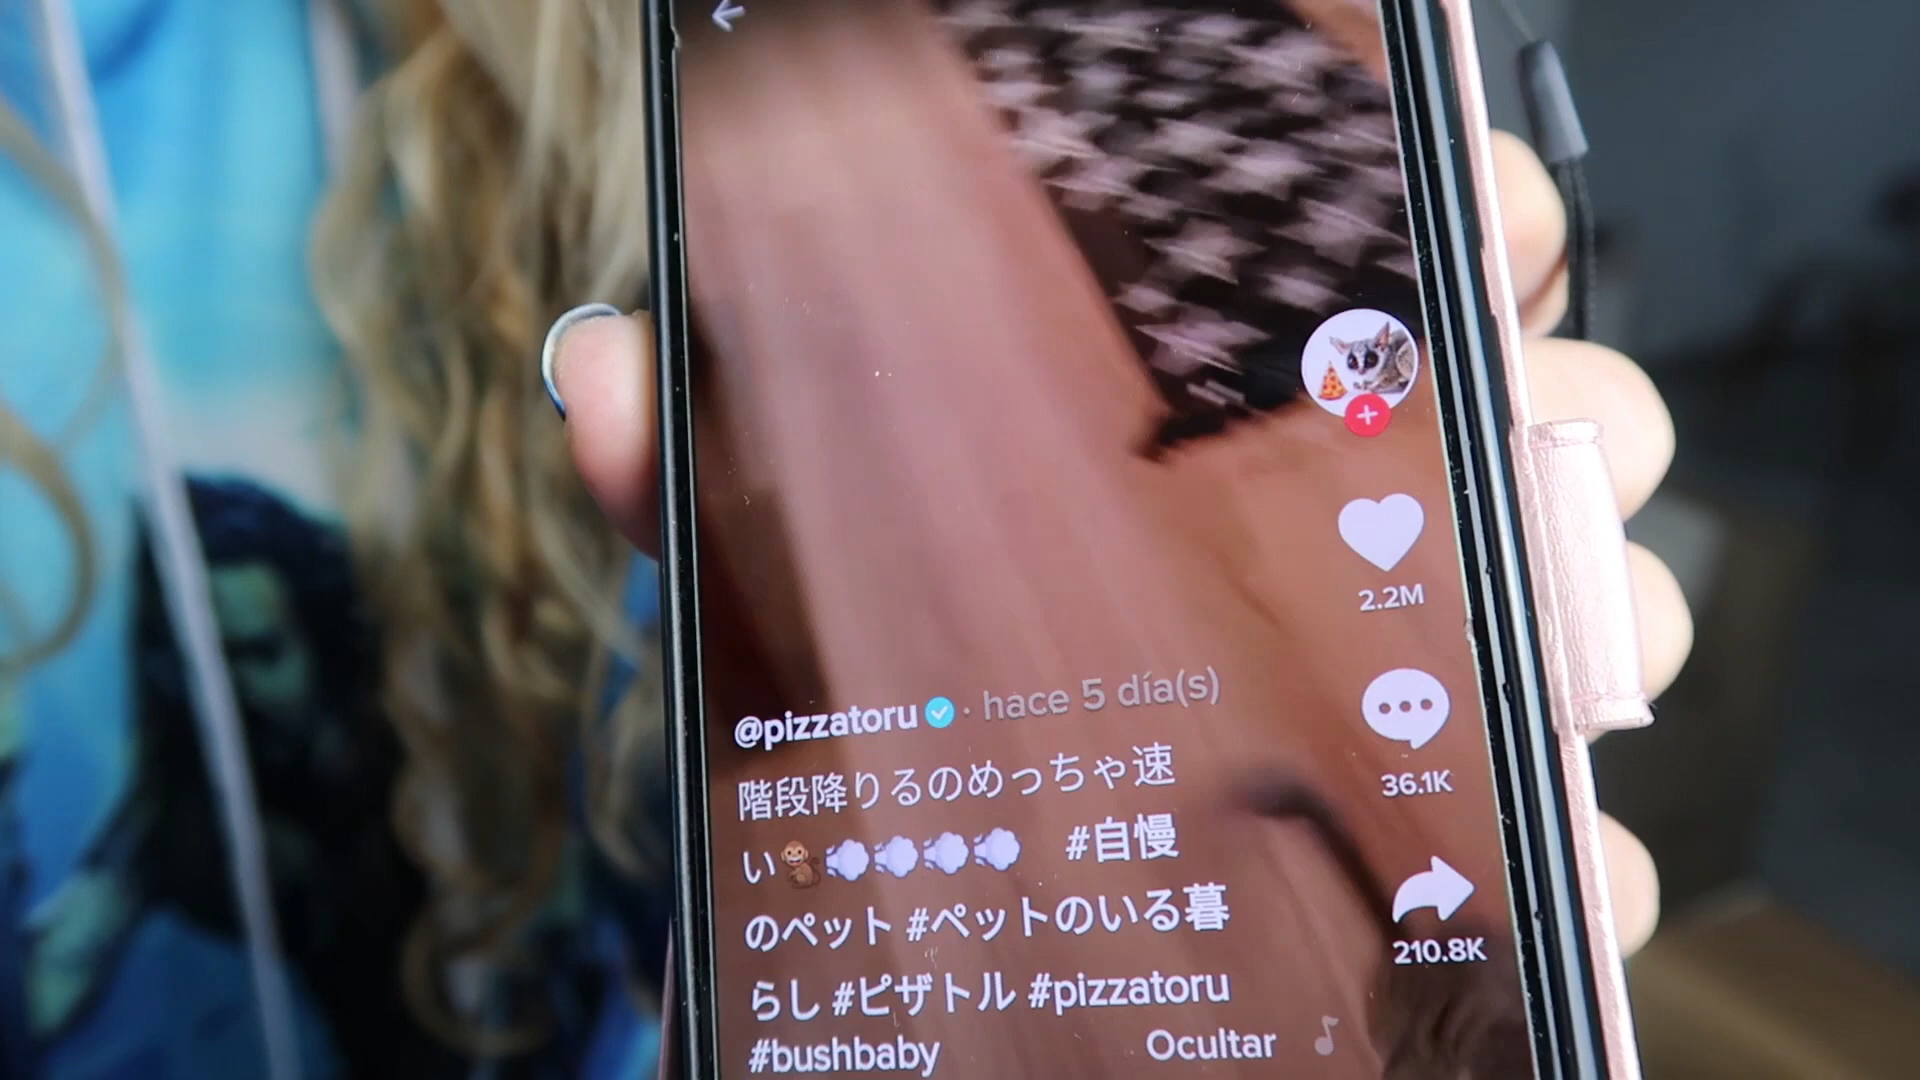 2.2M
@pizzatoru · hace 5 día(s)
36.1K
階段降りるのめっちゃ速
い🐒💨💨💨💨 #自慢
のペット #ペットのいる暮
210.8K
らし #ピザトル #pizzatoru
#bushbaby Ocultar